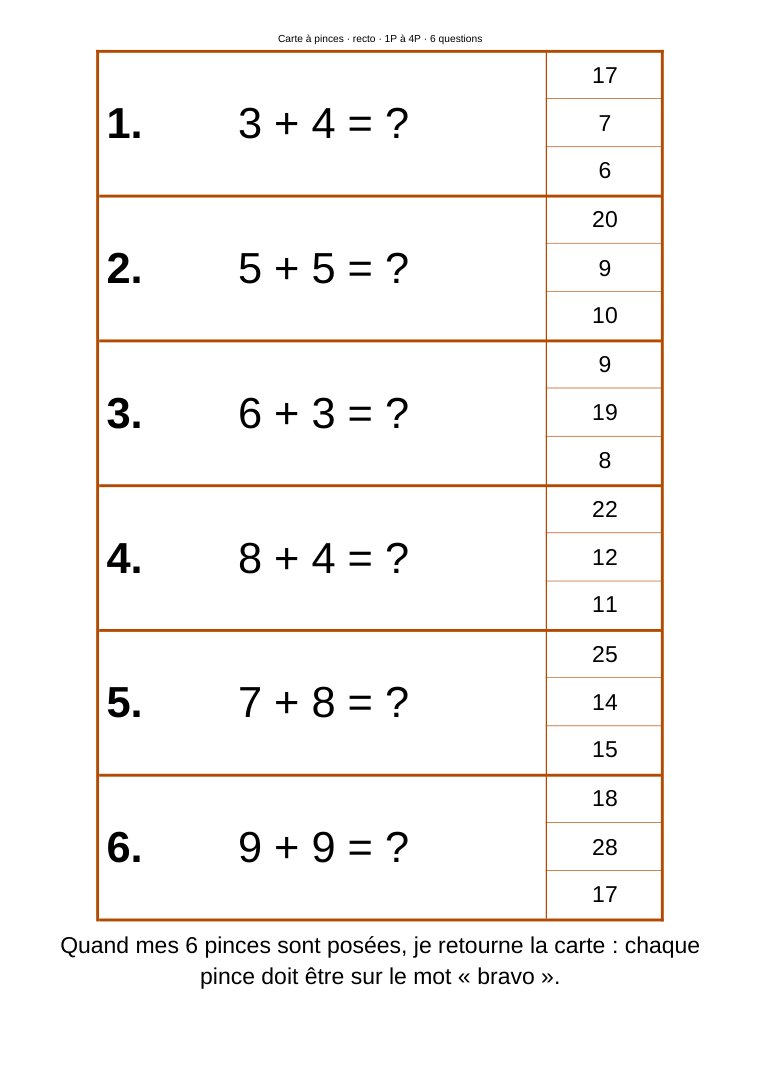 Carte à pinces · recto · 1P à 4P · 6 questions
1. 3 + 4 = ?
17
7
6
2. 5 + 5 = ?
20
9
10
3. 6 + 3 = ?
9
19
8
4. 8 + 4 = ?
22
12
11
5. 7 + 8 = ?
25
14
15
6. 9 + 9 = ?
18
28
17
Quand mes 6 pinces sont posées, je retourne la carte : chaque
pince doit être sur le mot « bravo ».